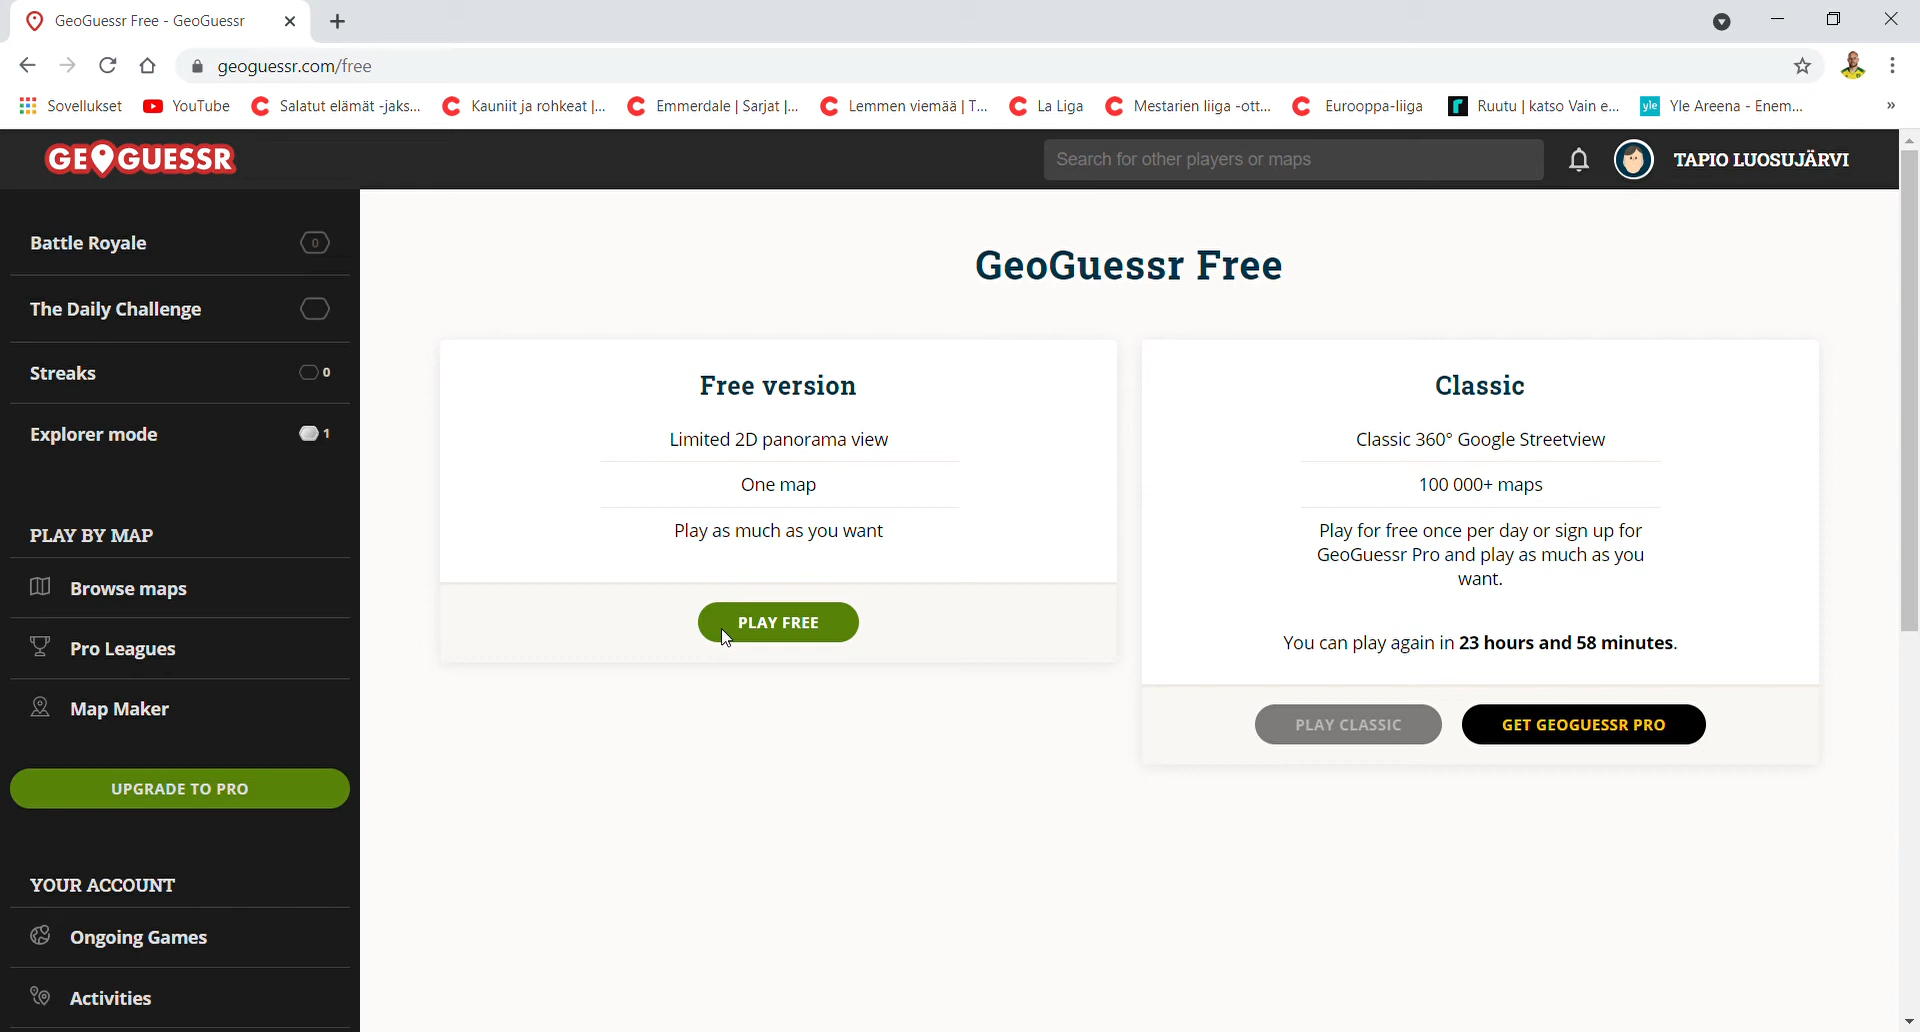 GeoGuessr Free - GeoGuessr
geoguessr.com/free
Sovellukset
YouTube
Salatut elämät -jaks...
Kauniit ja rohkeat |...
Emmerdale | Sarjat |...
Lemmen viemää | T...
La Liga
Mestarien liiga -ott...
Eurooppa-liiga
Ruutu | katso Vain e...
yle Yle Areena - Enem...
»
GEOGUESSR
Search for other players or maps
TAPIO LUOSUJÄRVI
Battle Royale 0
The Daily Challenge
Streaks 0
Explorer mode 1
PLAY BY MAP
Browse maps
Pro Leagues
Map Maker
UPGRADE TO PRO
YOUR ACCOUNT
Ongoing Games
Activities
GeoGuessr Free
Free version
Limited 2D panorama view
One map
Play as much as you want
PLAY FREE
Classic
Classic 360° Google Streetview
100 000+ maps
Play for free once per day or sign up for
GeoGuessr Pro and play as much as you
want.
You can play again in 23 hours and 58 minutes.
PLAY CLASSIC
GET GEOGUESSR PRO